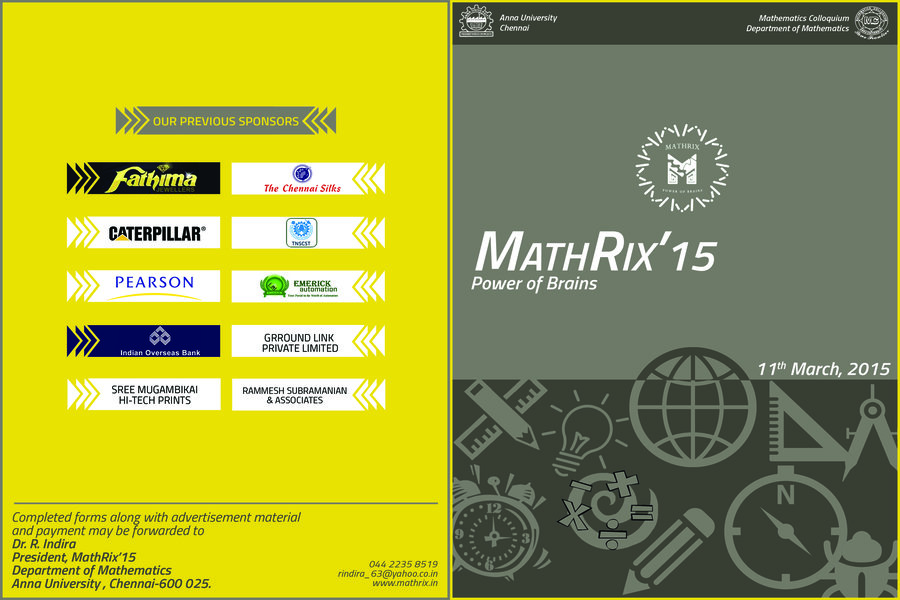 OUR PREVIOUS SPONSORS
Fathima
JEWELLERS
The Chennai Silks
CATERPILLAR®
TNSCST
PEARSON
EMERICK
automation
Indian Overseas Bank
GRROUND LINK
PRIVATE LIMITED
SREE MUGAMBIKAI
HI-TECH PRINTS
RAMMESH SUBRAMANIAN
& ASSOCIATES
Completed forms along with advertisement material
and payment may be forwarded to
Dr. R. Indira
President, MathRix'15
Department of Mathematics
Anna University , Chennai-600 025.
044 2235 8519
rindira_63@yahoo.co.in
www.mathrix.in
Anna University
Chennai
Mathematics Colloquium
Department of Mathematics
MATHRIX
POWER OF BRAINS
MATHRIX'15
Power of Brains
11th March, 2015
12
3
6
9
N